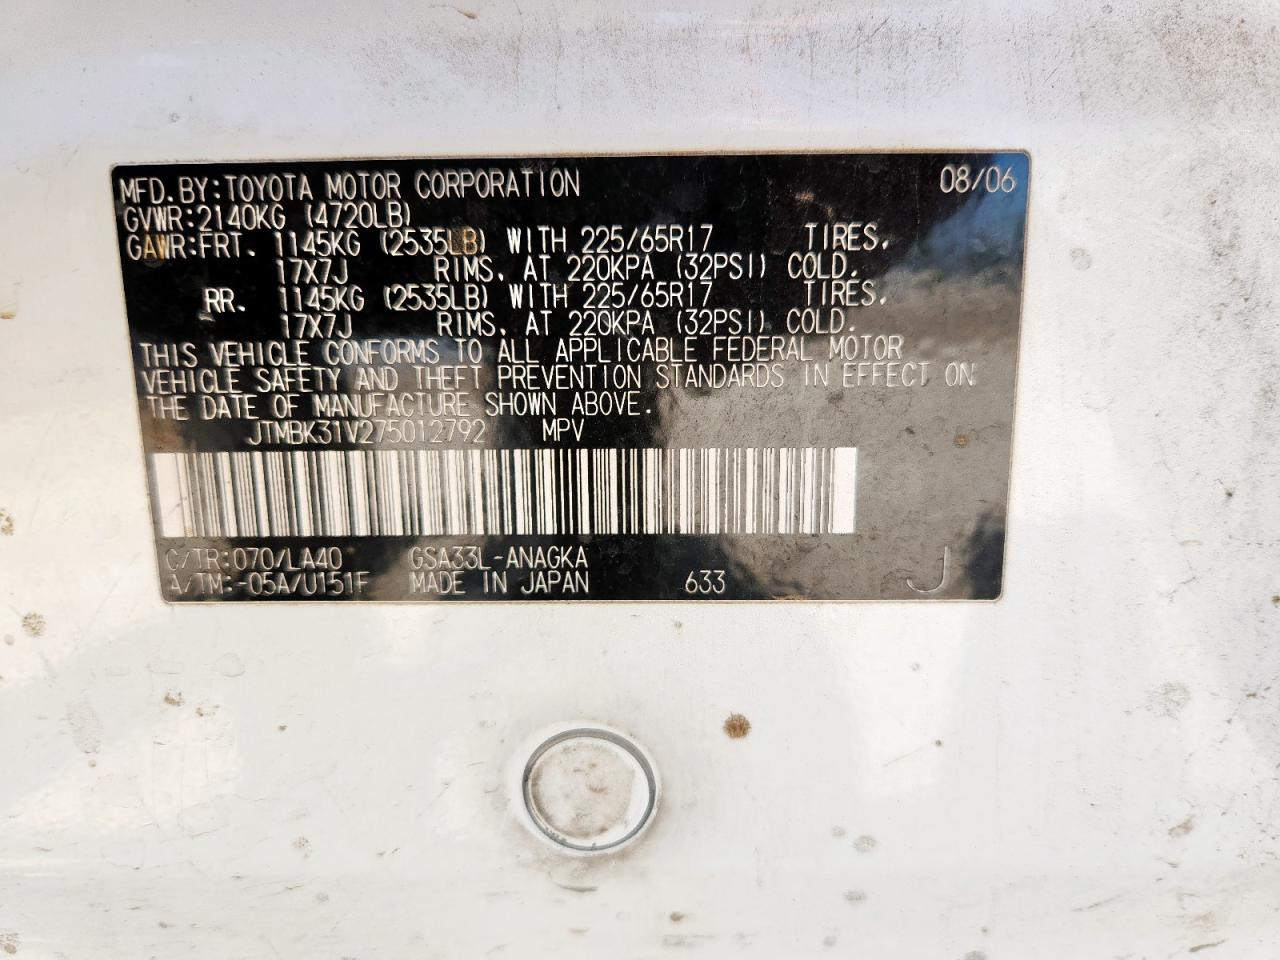 MFD. BY: TOYOTA MOTOR CORPORATION 08/06
GVWR: 2140KG (4720LB)
GAWR: FRT. 1145KG (2535LB) WITH 225/65R17 TIRES.
17X7J RIMS. AT 220KPA (32PSI) COLD.
RR. 1145KG (2535LB) WITH 225/65R17 TIRES.
17X7J RIMS. AT 220KPA (32PSI) COLD.
THIS VEHICLE CONFORMS TO ALL APPLICABLE FEDERAL MOTOR
VEHICLE SAFETY AND THEFT PREVENTION STANDARDS IN EFFECT ON
THE DATE OF MANUFACTURE SHOWN ABOVE.
JTMBK31V275012792 MPV
C/TR: 070/LA40 GSA33L-ANAGKA
A/TM: -05A/U151F MADE IN JAPAN 633 J